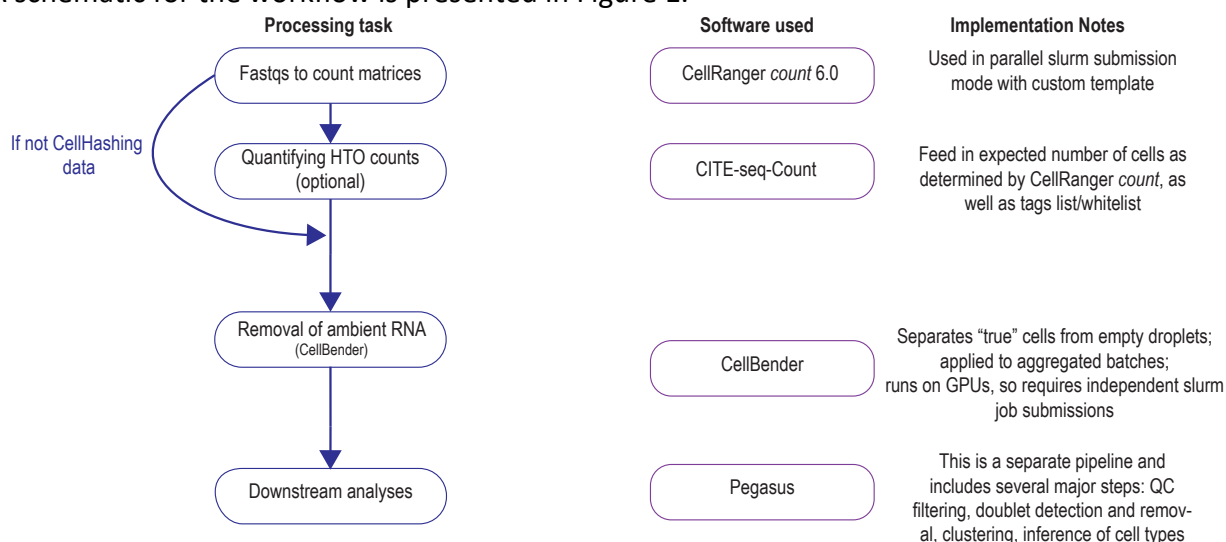 A schematic for the workflow is presented in Figure 1.
Processing task
Software used
Implementation Notes
Fastqs to count matrices
CellRanger count 6.0
Used in parallel slurm submission
mode with custom template
If not CellHashing
data
Quantifying HTO counts
(optional)
CITE-seq-Count
Feed in expected number of cells as
determined by CellRanger count, as
well as tags list/whitelist
Removal of ambient RNA
(CellBender)
CellBender
Separates “true” cells from empty droplets;
applied to aggregated batches;
runs on GPUs, so requires independent slurm
job submissions
Downstream analyses
Pegasus
This is a separate pipeline and
includes several major steps: QC
filtering, doublet detection and remov-
al, clustering, inference of cell types